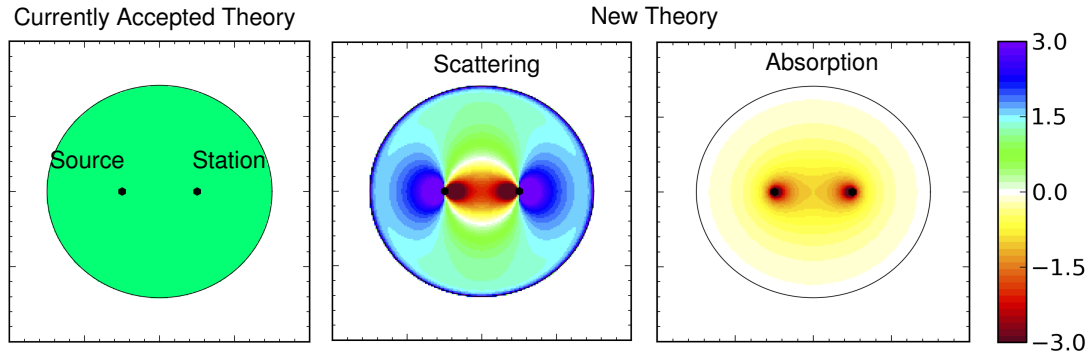 Currently Accepted Theory
New Theory
Scattering
Absorption
Source
Station
3.0
1.5
0.0
−1.5
−3.0